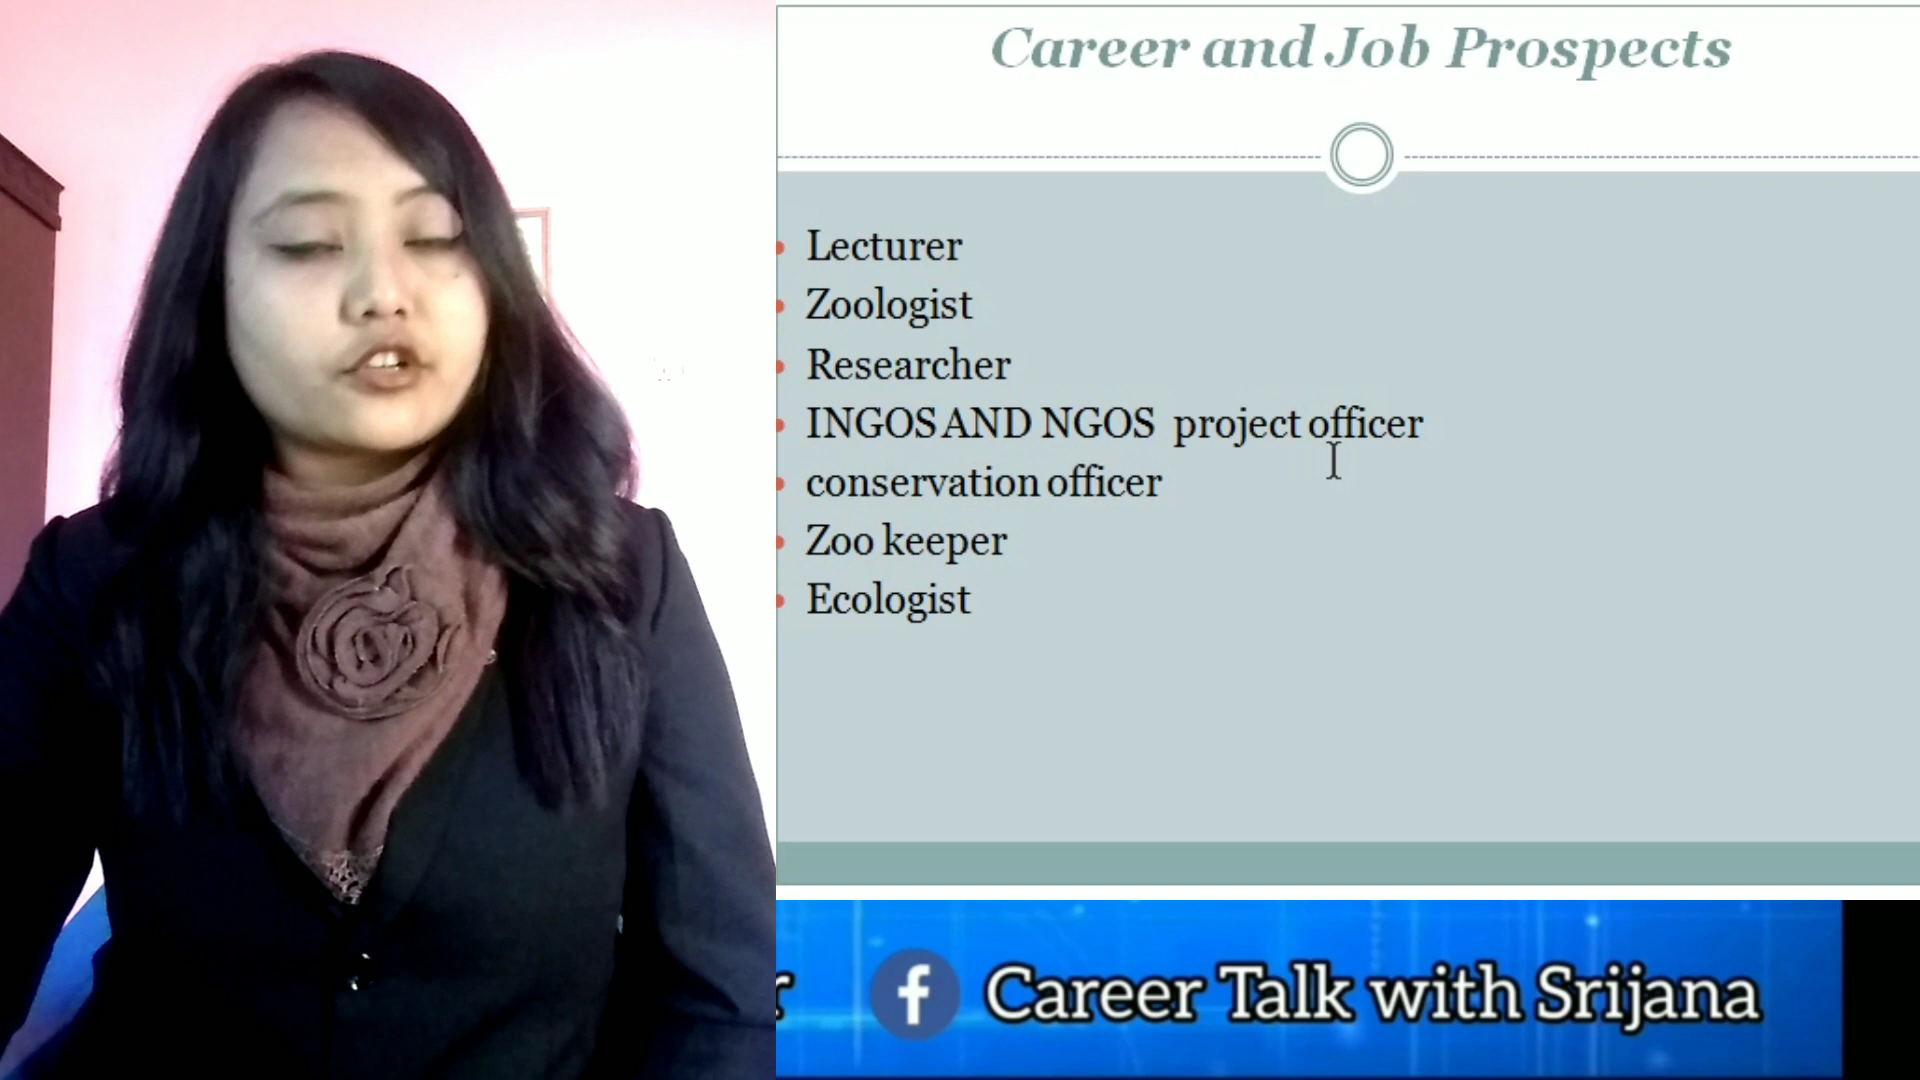 Career and Job Prospects
Lecturer
Zoologist
Researcher
INGOS AND NGOS project officer
conservation officer
Zoo keeper
Ecologist
f Career Talk with Srijana